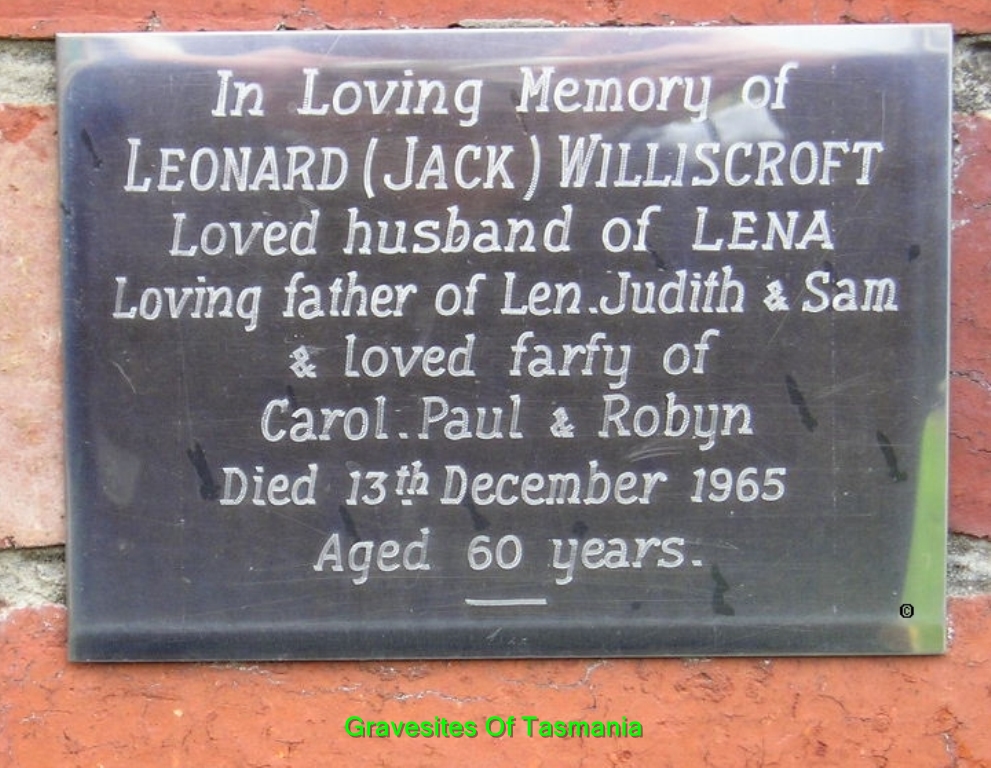 In Loving Memory of
LEONARD (JACK) WILLISCROFT
Loved husband of LENA
Loving father of Len. Judith & Sam
& loved farfy of
Carol. Paul & Robyn
Died 13th December 1965
Aged 60 years.
©
Gravesites Of Tasmania